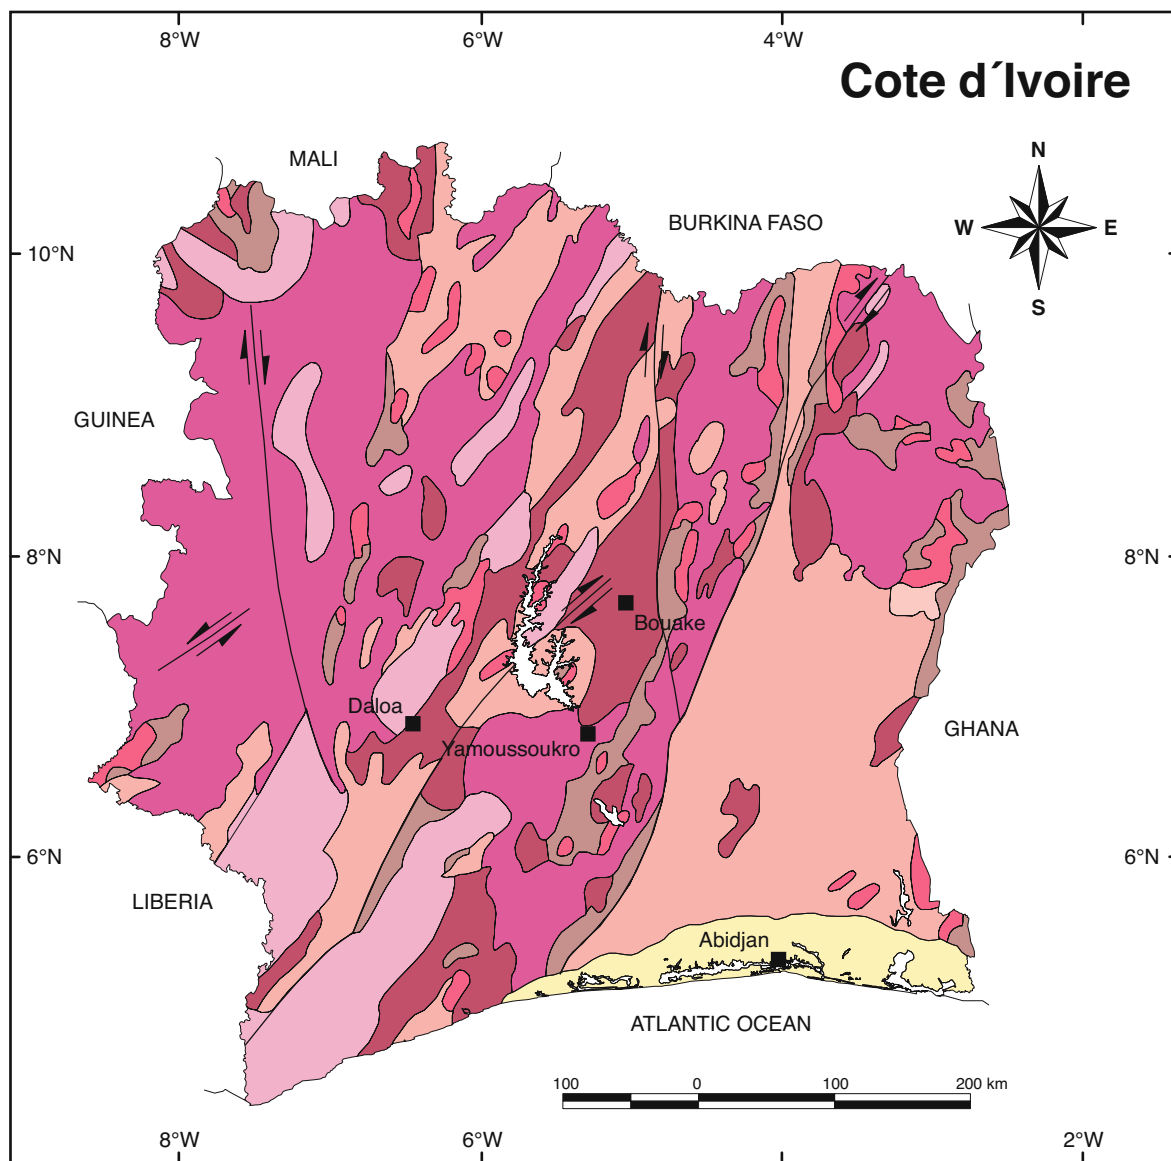 8°W 6°W 4°W
Cote d´Ivoire
MALI
N
BURKINA FASO
W E
10°N
S
GUINEA
8°N 8°N
Bouake
Daloa
GHANA
Yamoussoukro
6°N 6°N
LIBERIA
Abidjan
ATLANTIC OCEAN
100 0 100 200 km
8°W 6°W 4°W 2°W